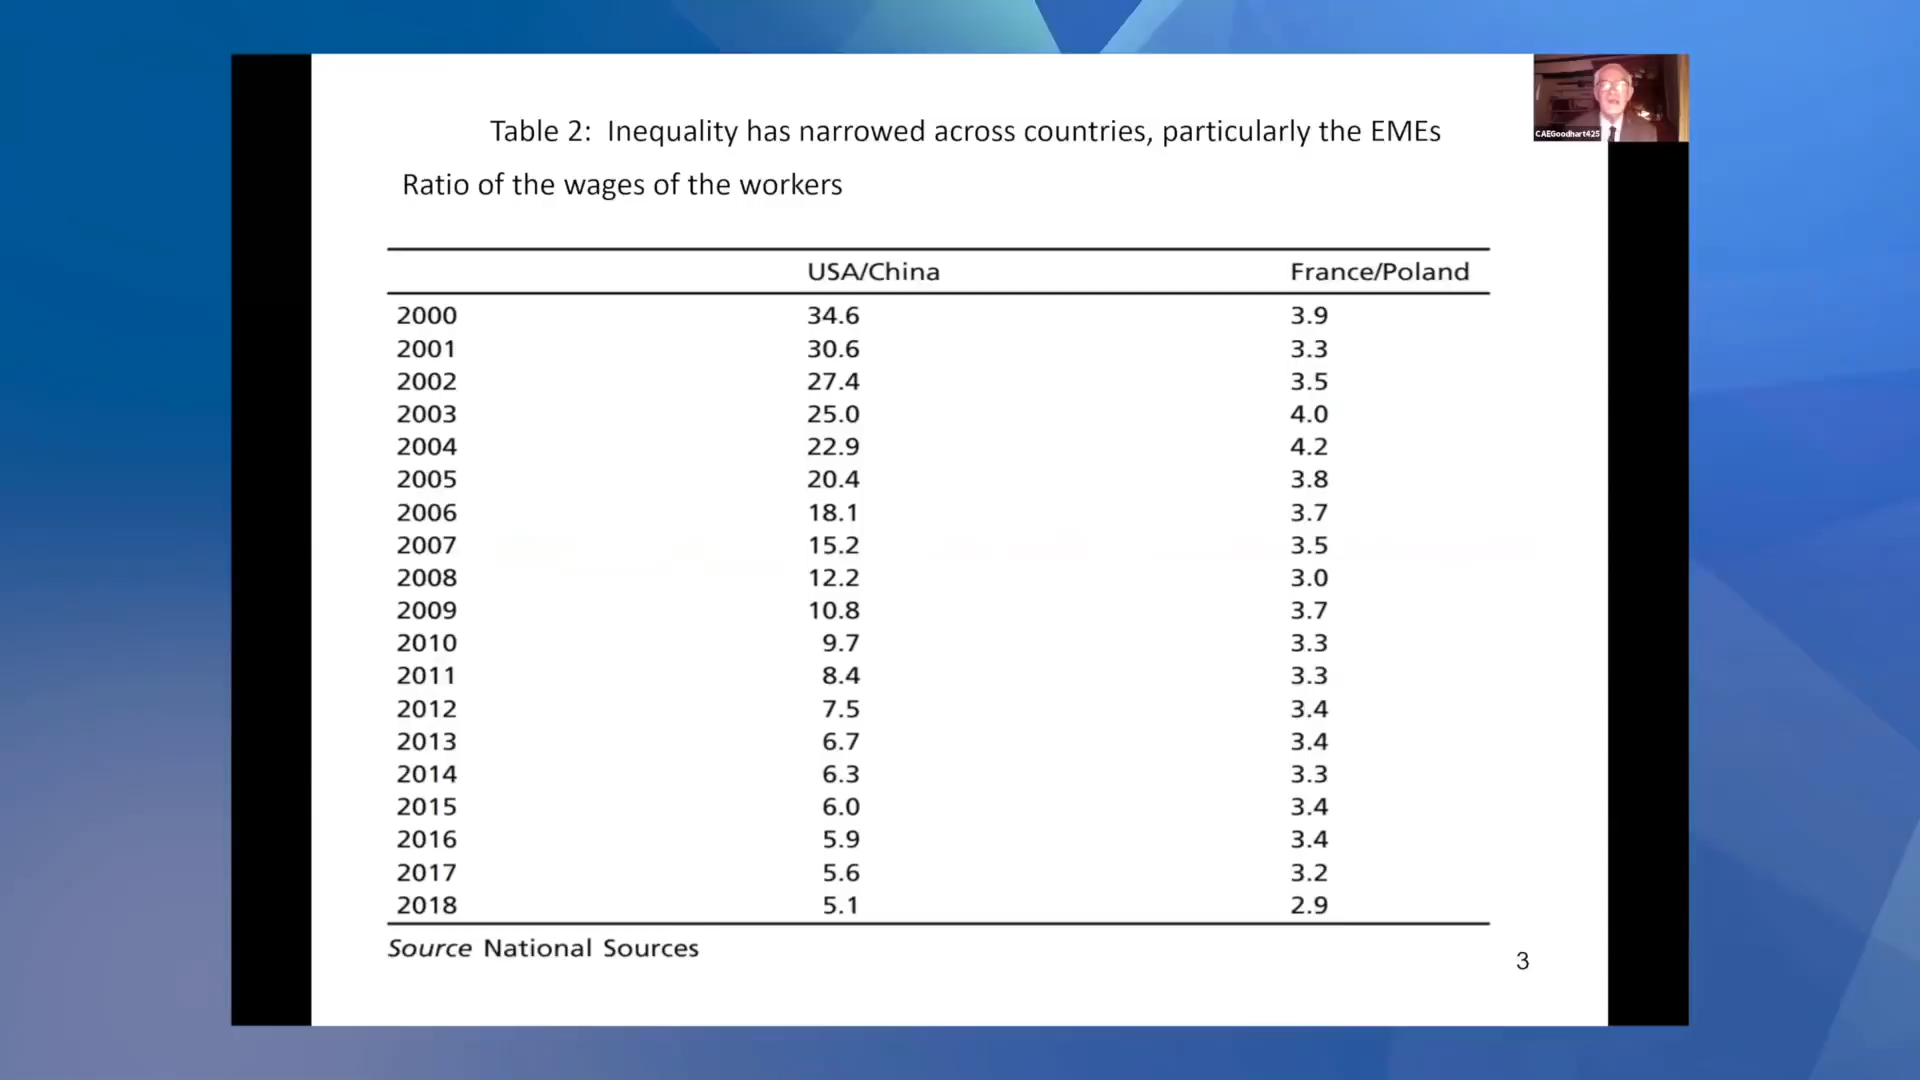 Table 2: Inequality has narrowed across countries, particularly the EMEs
CAEGoodhart425
Ratio of the wages of the workers
USA/China France/Poland
2000 34.6 3.9
2001 30.6 3.3
2002 27.4 3.5
2003 25.0 4.0
2004 22.9 4.2
2005 20.4 3.8
2006 18.1 3.7
2007 15.2 3.5
2008 12.2 3.0
2009 10.8 3.7
2010 9.7 3.3
2011 8.4 3.3
2012 7.5 3.4
2013 6.7 3.4
2014 6.3 3.3
2015 6.0 3.4
2016 5.9 3.4
2017 5.6 3.2
2018 5.1 2.9
Source National Sources
3